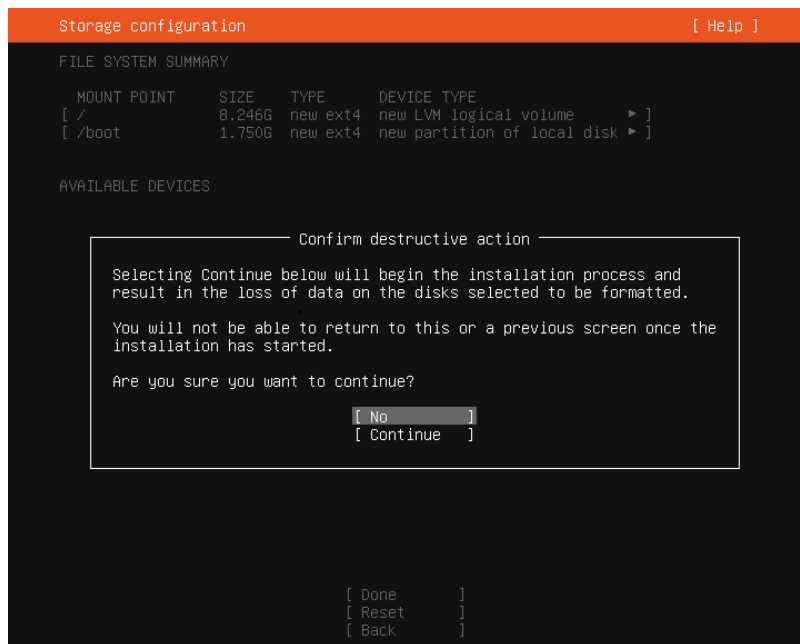 Storage configuration [ Help ]
FILE SYSTEM SUMMARY
MOUNT POINT SIZE TYPE DEVICE TYPE
[ / 8.246G new ext4 new LVM logical volume ▸ ]
[ /boot 1.750G new ext4 new partition of local disk ▸ ]
AVAILABLE DEVICES
Confirm destructive action
Selecting Continue below will begin the installation process and
result in the loss of data on the disks selected to be formatted.
You will not be able to return to this or a previous screen once the
installation has started.
Are you sure you want to continue?
[ No ]
[ Continue ]
[ Done ]
[ Reset ]
[ Back ]